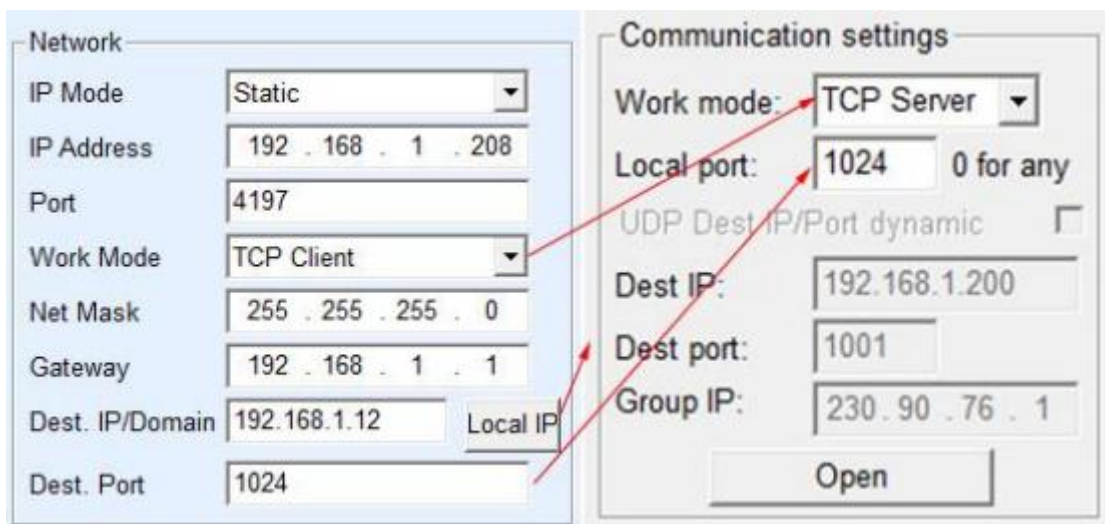 Network
IP Mode Static
IP Address 192 . 168 . 1 . 208
Port 4197
Work Mode TCP Client
Net Mask 255 . 255 . 255 . 0
Gateway 192 . 168 . 1 . 1
Dest. IP/Domain 192.168.1.12 Local IP
Dest. Port 1024
Communication settings
Work mode: TCP Server
Local port: 1024 0 for any
UDP Dest IP/Port dynamic
Dest IP: 192.168.1.200
Dest port: 1001
Group IP: 230 . 90 . 76 . 1
Open